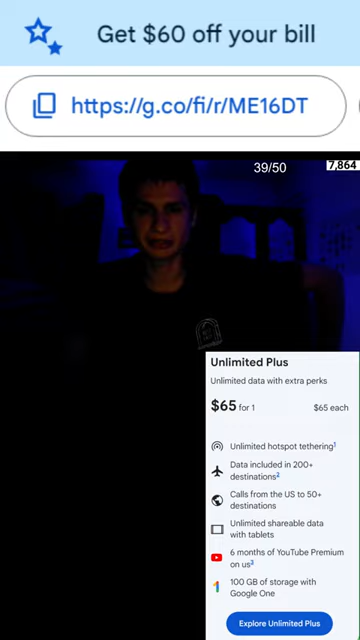 Get $60 off your bill
https://g.co/fi/r/ME16DT
39/50
7,864
Unlimited Plus
Unlimited data with extra perks
$65 for 1 $65 each
Unlimited hotspot tethering1
Data included in 200+
destinations2
Calls from the US to 50+
destinations
Unlimited shareable data
with tablets
6 months of YouTube Premium
on us3
100 GB of storage with
Google One
Explore Unlimited Plus